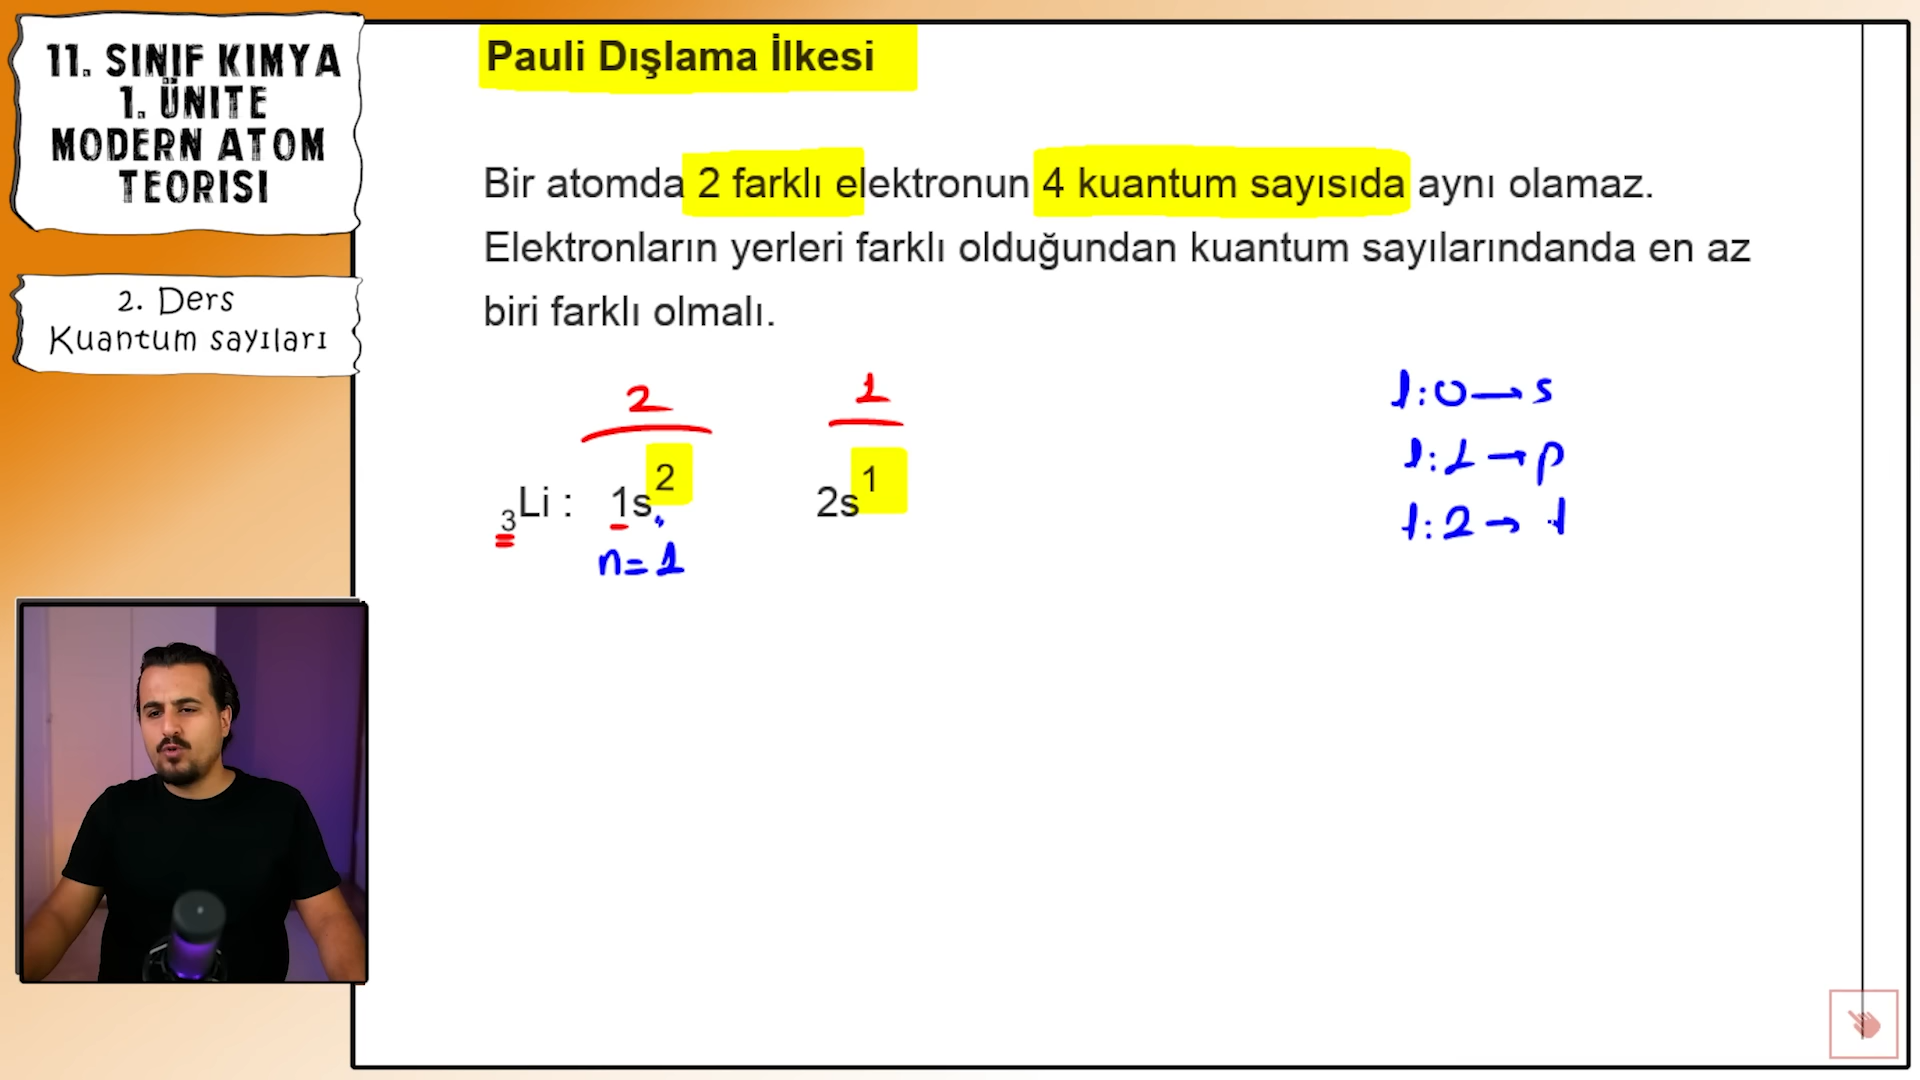 11. SINIF KIMYA
1. ÜNITE
MODERN ATOM
TEORISI
2. Ders
Kuantum sayıları
Pauli Dışlama İlkesi
Bir atomda 2 farklı elektronun 4 kuantum sayısıda aynı olamaz.
Elektronların yerleri farklı olduğundan kuantum sayılarındanda en az
biri farklı olmalı.
2 1
₃Li : 1s² 2s¹
n=1
l:0→s
l:1→p
l:2→